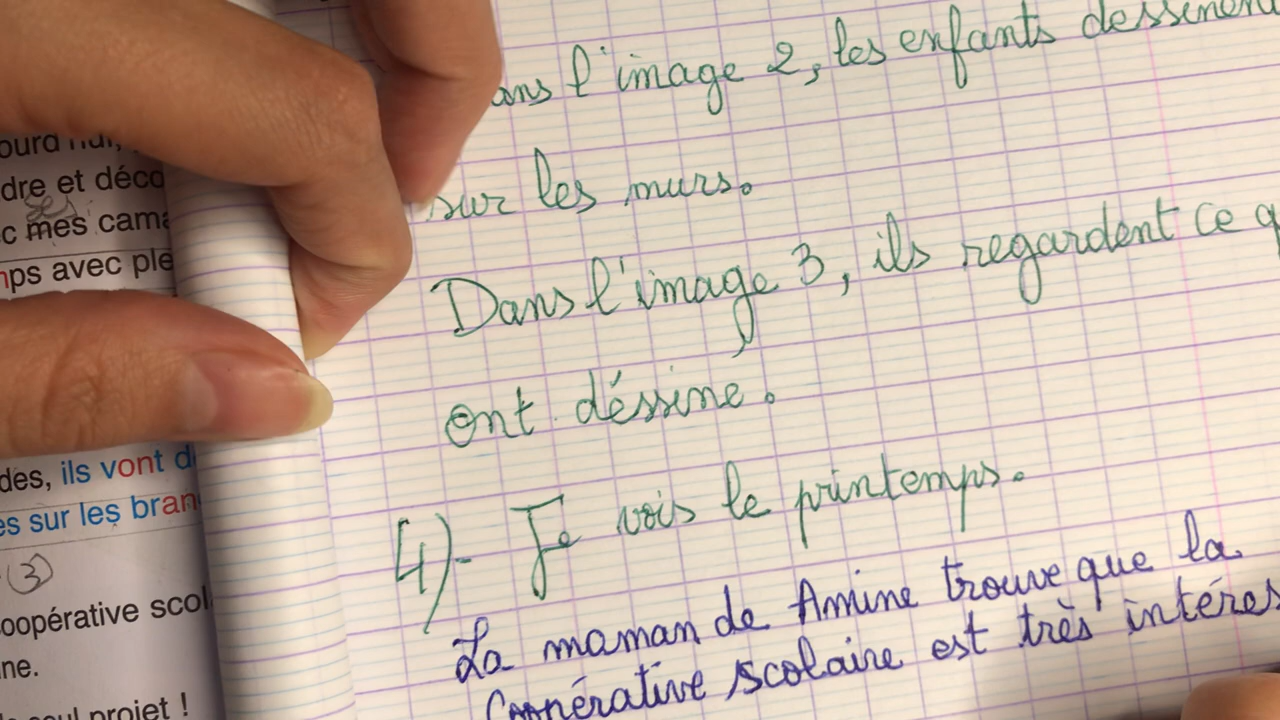 ans l'image 2, les enfants dessinent
sur les murs.
Dans l'image 3, ils regardent ce q
ont déssine.
4)- Je vois le printemps.
La maman de Amine trouve que la
Coopérative scolaire est très intéres
ourd'hui,
dre et déco
ges
c mes cama
mps avec ple
des, ils vont d
es sur les bran
(3)
oopérative scol
ne.
seul projet !